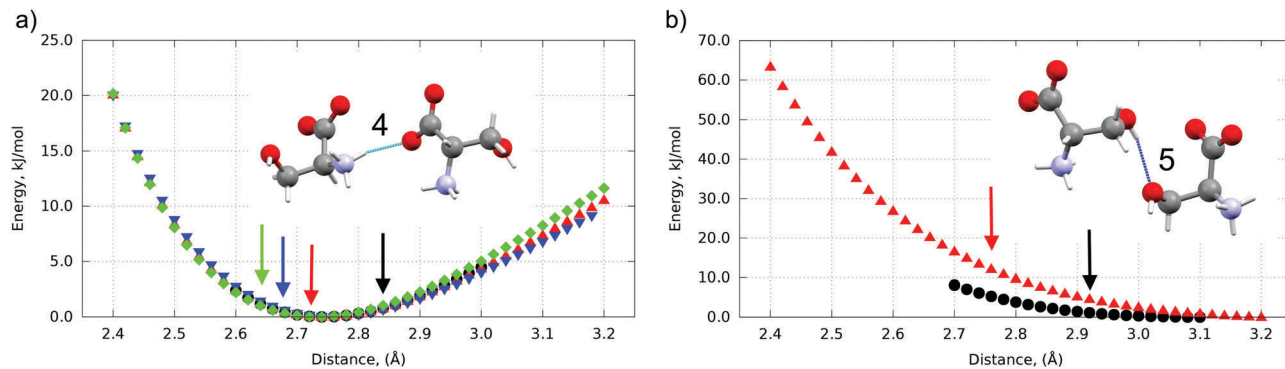 a)
25.0
20.0
15.0
10.0
5.0
0.0
Energy, kJ/mol
4
2.4 2.5 2.6 2.7 2.8 2.9 3.0 3.1 3.2
Distance, (Å)
b)
70.0
60.0
50.0
40.0
30.0
20.0
10.0
0.0
Energy, kJ/mol
5
2.4 2.5 2.6 2.7 2.8 2.9 3.0 3.1 3.2
Distance, (Å)